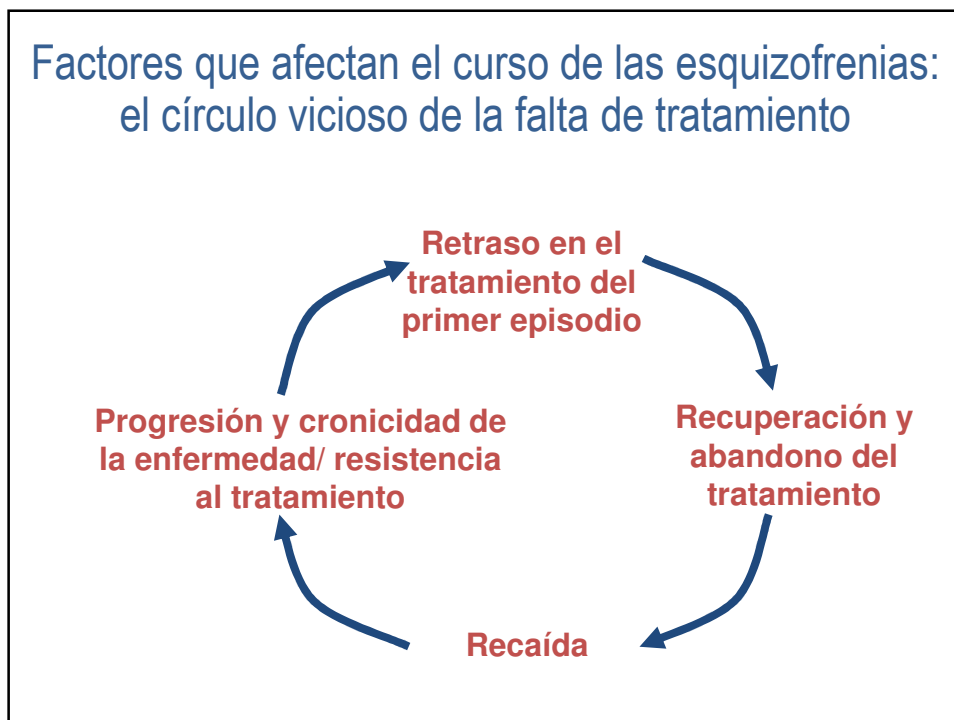 Factores que afectan el curso de las esquizofrenias:
el círculo vicioso de la falta de tratamiento
Retraso en el
tratamiento del
primer episodio
Recuperación y
abandono del
tratamiento
Recaída
Progresión y cronicidad de
la enfermedad/ resistencia
al tratamiento